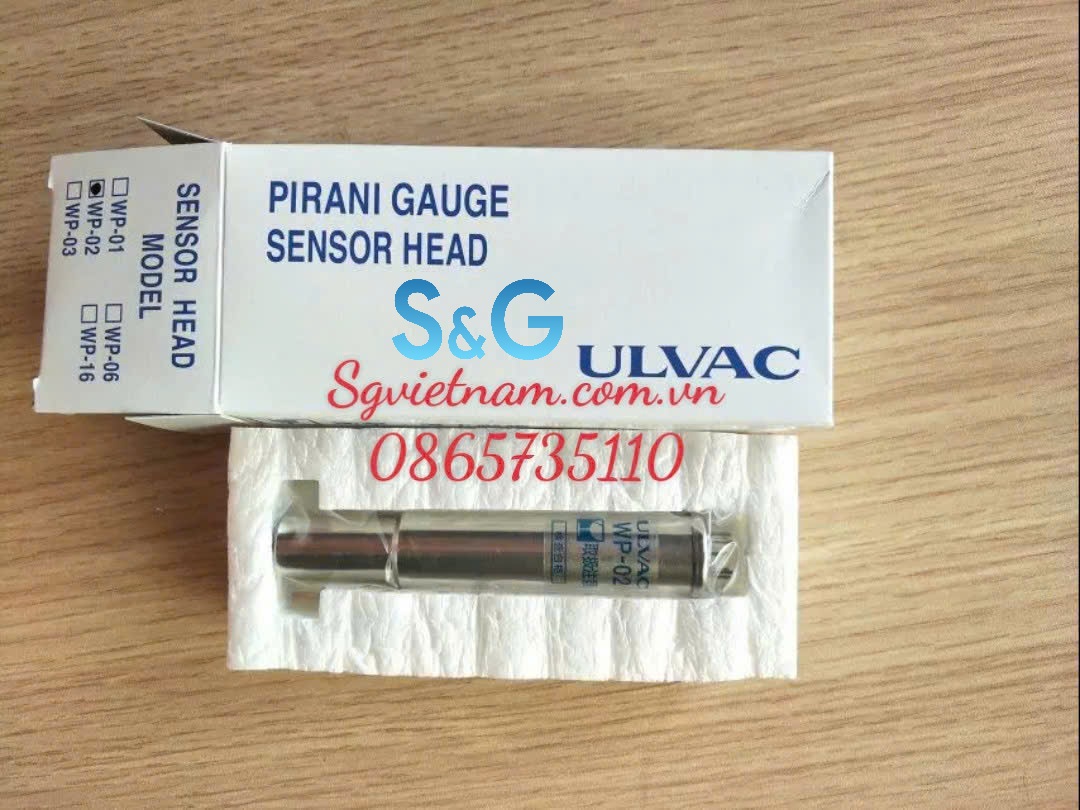 PIRANI GAUGE
SENSOR HEAD
S&G
ULVAC
Sgvietnam.com.vn
0865735110
SENSOR HEAD
MODEL
WP-01
WP-02
WP-03
WP-06
WP-16
ULVAC
WP-02